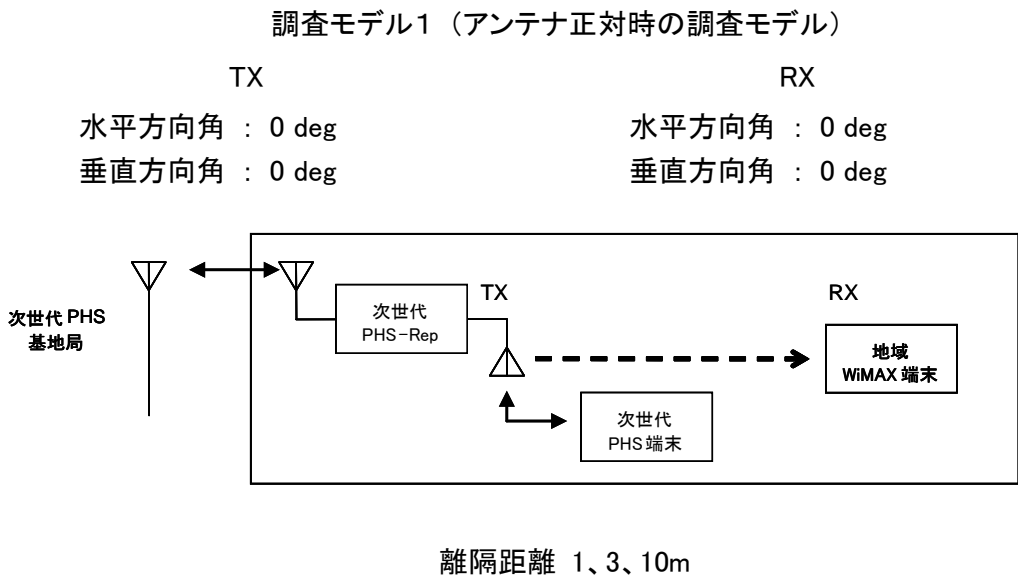 調査モデル1 (アンテナ正対時の調査モデル)
TX
RX
水平方向角 : 0 deg
水平方向角 : 0 deg
垂直方向角 : 0 deg
垂直方向角 : 0 deg
次世代 PHS
基地局
次世代
PHS-Rep
TX
RX
地域
WiMAX 端末
次世代
PHS 端末
離隔距離 1、3、10m